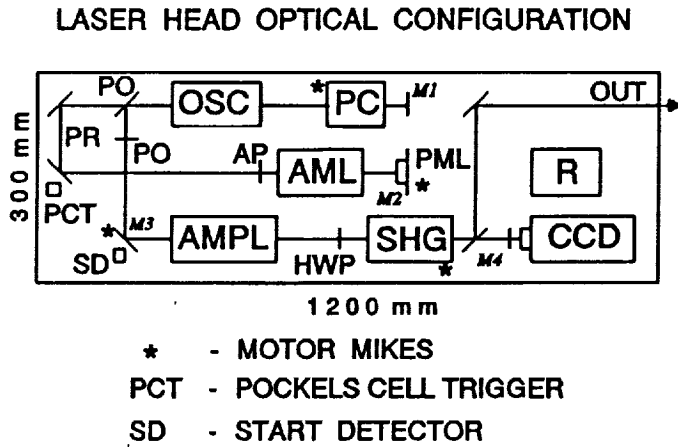 LASER HEAD OPTICAL CONFIGURATION
PO OSC * PC M1 OUT
PR PO AP AML M2 PML * R
300 mm
PCT
* M3 AMPL HWP SHG * M4 CCD
SD
1200 mm
* - MOTOR MIKES
PCT - POCKELS CELL TRIGGER
SD - START DETECTOR